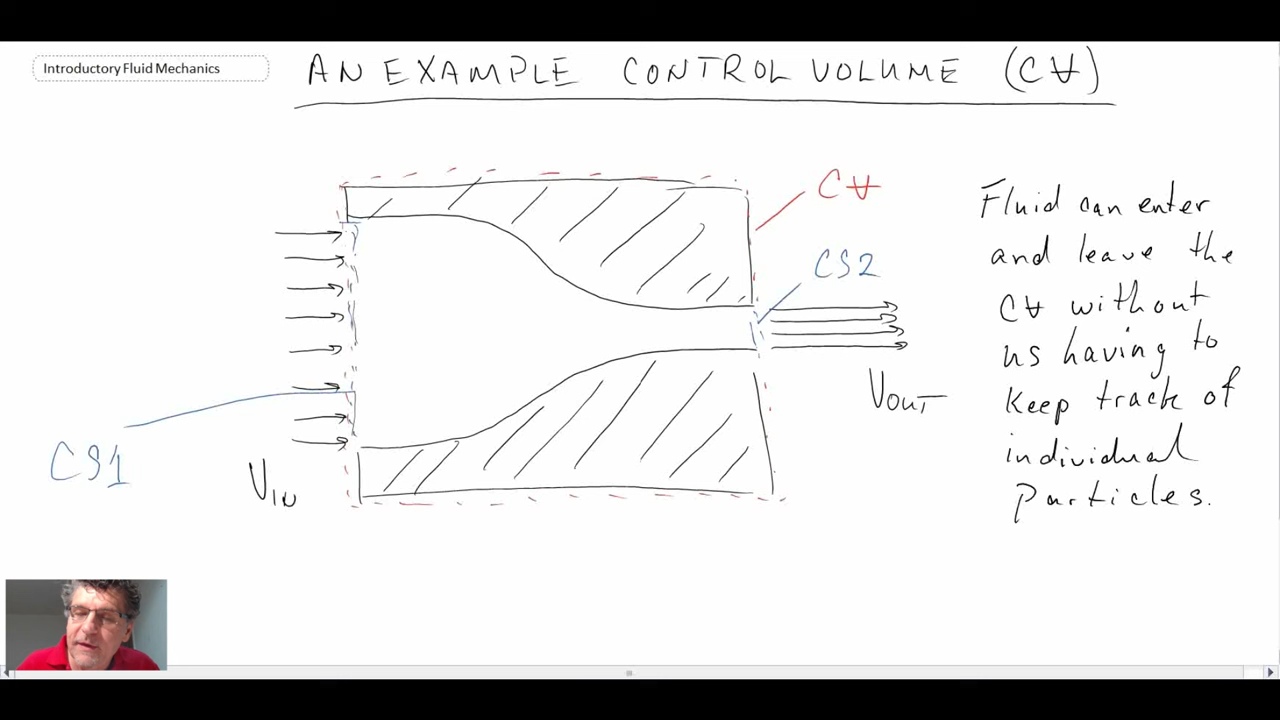 Introductory Fluid Mechanics
AN EXAMPLE CONTROL VOLUME (C∀)
C∀
CS2
CS1
VIN
VOUT
Fluid can enter
and leave the
C∀ without
us having to
keep track of
individual
particles.